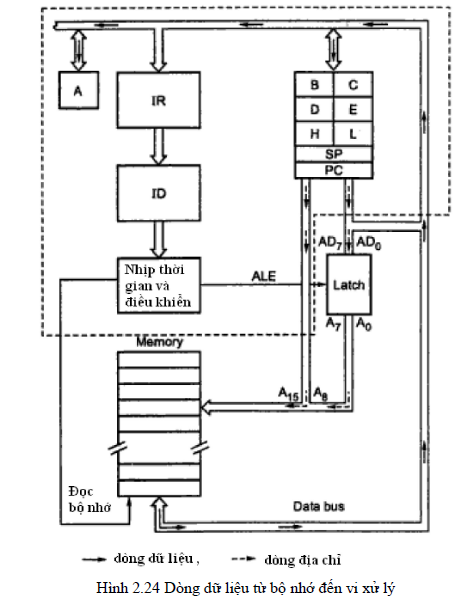 A
IR
B C
D E
H L
SP
PC
ID
AD7 AD0
Nhịp thời
gian và
điều khiển
ALE
Latch
A7 A0
Memory
A15 A8
Đọc
bộ nhớ
Data bus
dòng dữ liệu , dòng địa chỉ
Hình 2.24 Dòng dữ liệu từ bộ nhớ đến vi xử lý